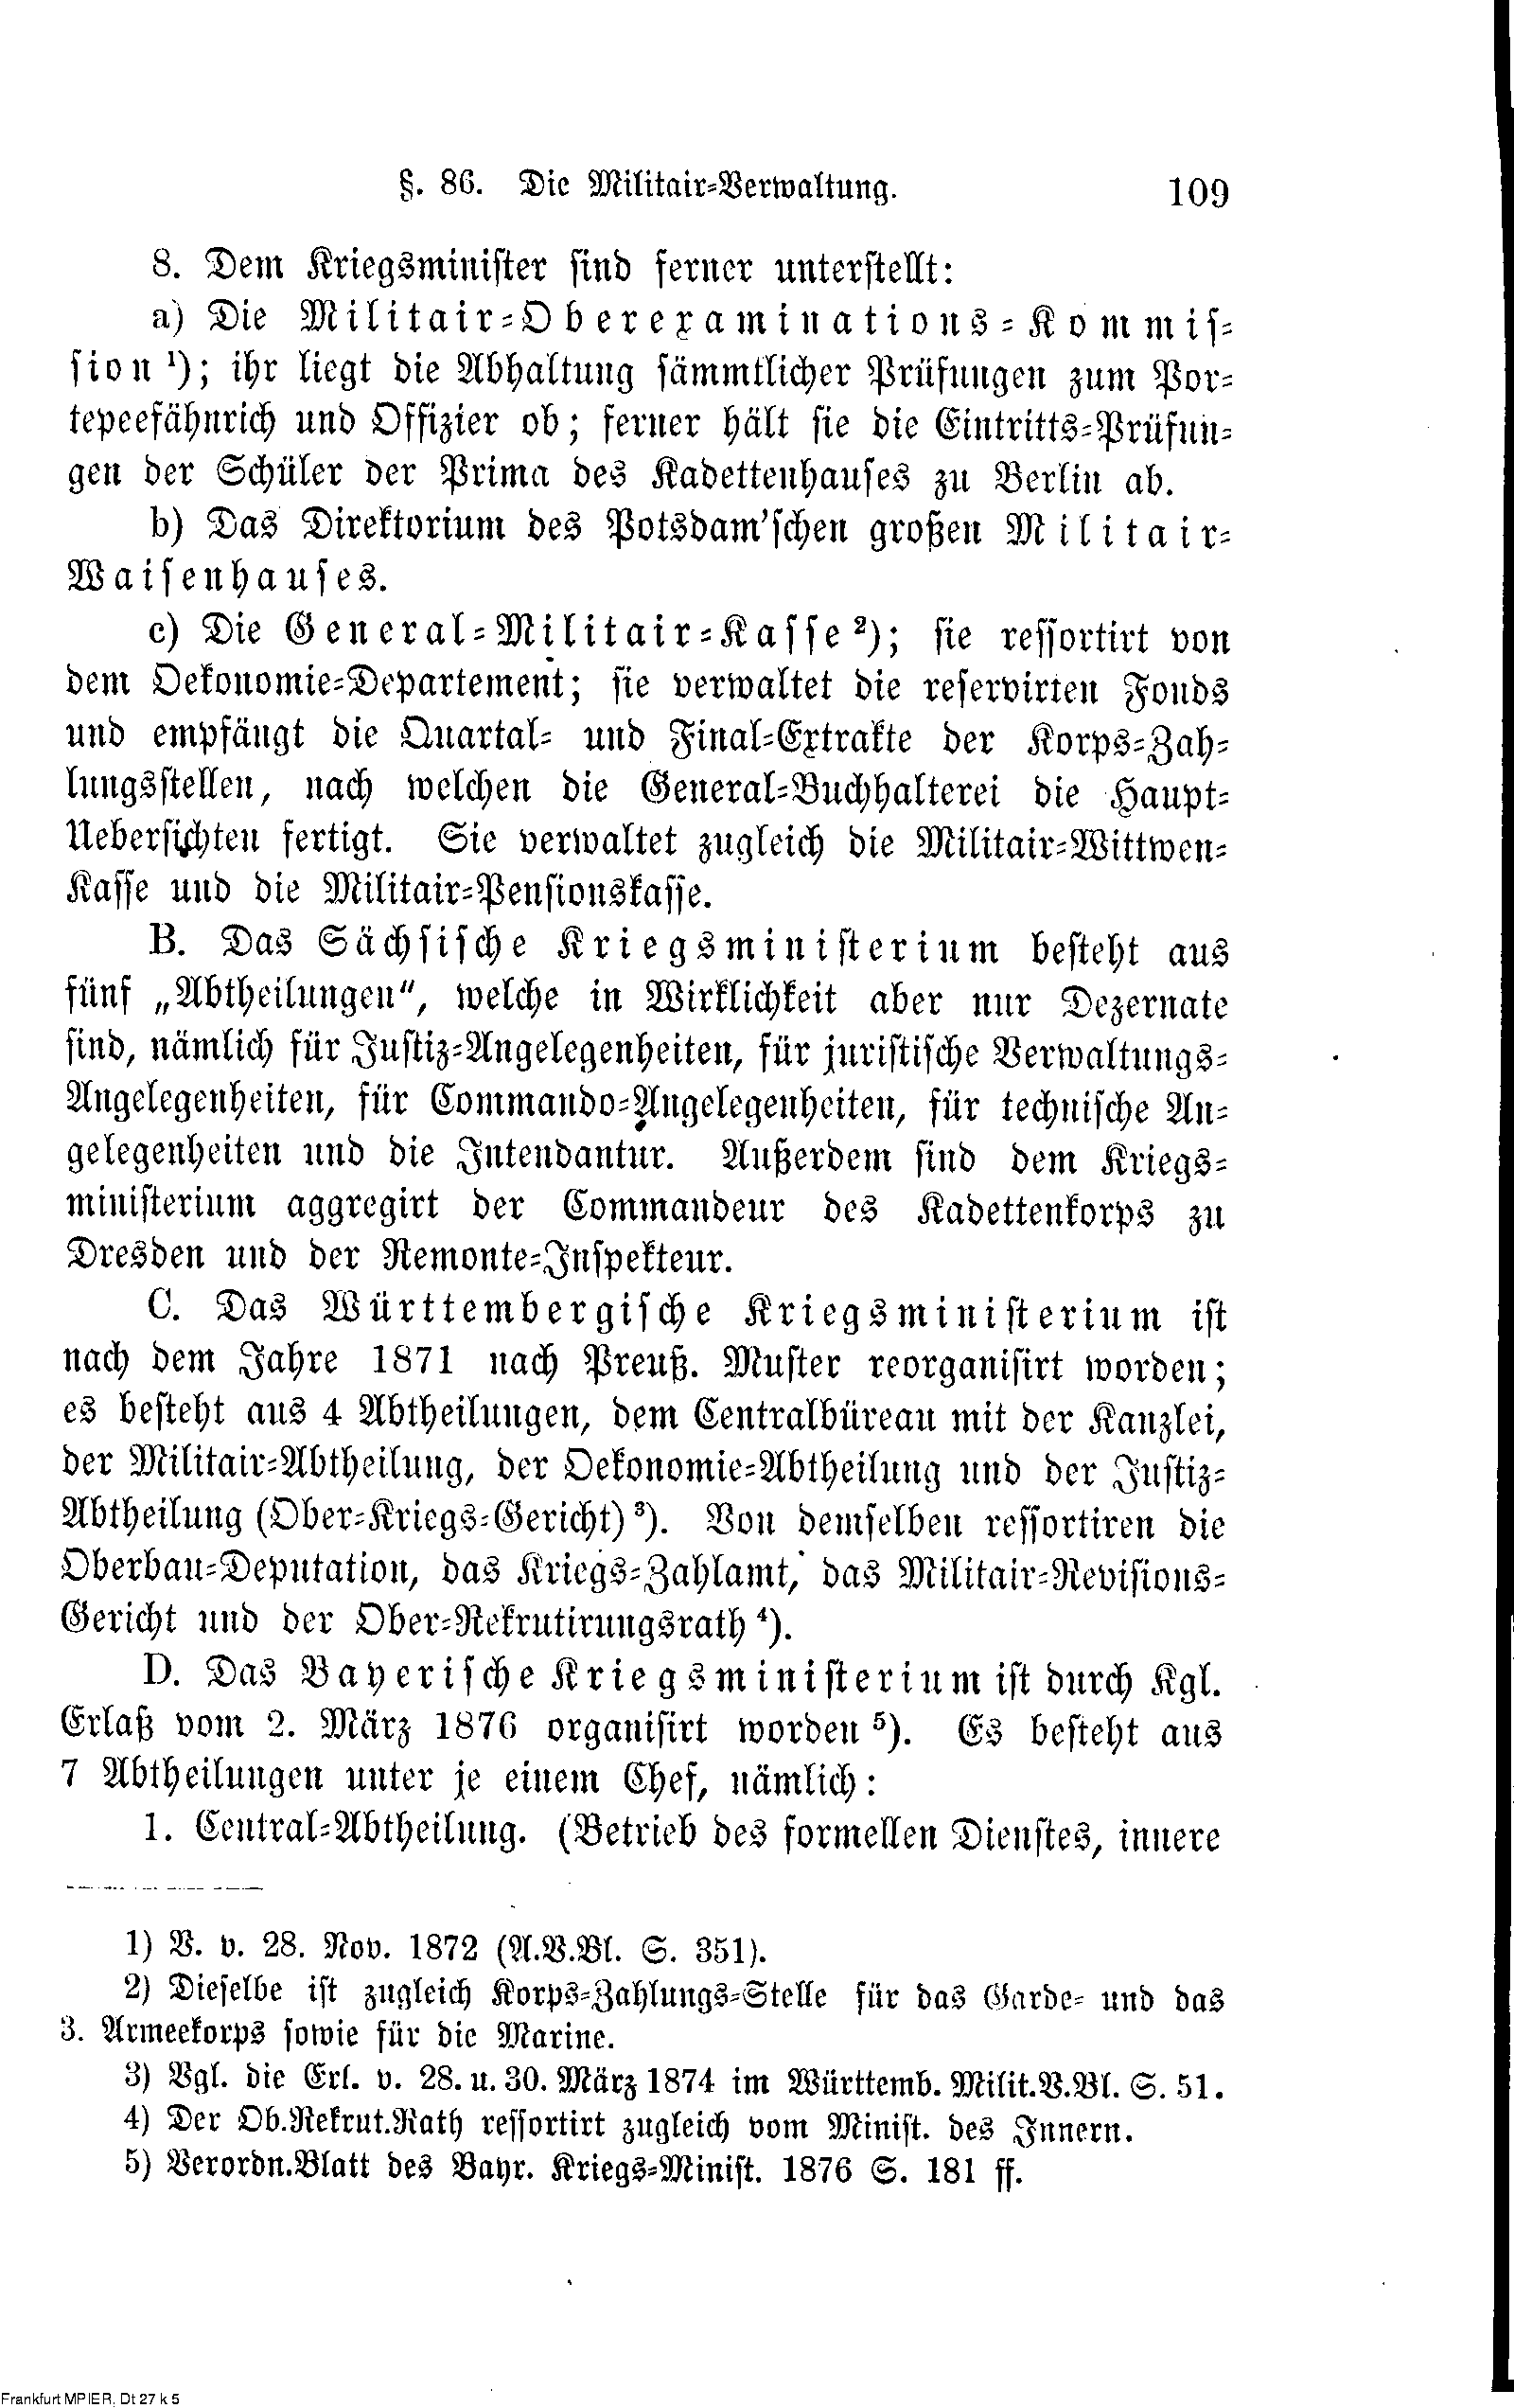 §. 86. Die Militair-Verwaltung. 109
8. Dem Kriegsminister sind ferner unterstellt:
a) Die Militair-Oberexaminations-Kommis-
sion ¹); ihr liegt die Abhaltung sämmtlicher Prüfungen zum Por-
tepeefähnrich und Offizier ob; ferner hält sie die Eintritts-Prüfun-
gen der Schüler der Prima des Kadettenhauses zu Berlin ab.
b) Das Direktorium des Potsdam'schen großen Militair-
Waisenhauses.
c) Die General-Militair-Kasse ²); sie ressortirt von
dem Oekonomie-Departement; sie verwaltet die reservirten Fonds
und empfängt die Quartal- und Final-Extrakte der Korps-Zah-
lungsstellen, nach welchen die General-Buchhalterei die Haupt-
Uebersichten fertigt. Sie verwaltet zugleich die Militair-Wittwen-
Kasse und die Militair-Pensionskasse.
B. Das Sächsische Kriegsministerium besteht aus
fünf „Abtheilungen“, welche in Wirklichkeit aber nur Dezernate
sind, nämlich für Justiz-Angelegenheiten, für juristische Verwaltungs-
Angelegenheiten, für Commando-Angelegenheiten, für technische An-
gelegenheiten und die Intendantur. Außerdem sind dem Kriegs-
ministerium aggregirt der Commandeur des Kadettenkorps zu
Dresden und der Remonte-Inspekteur.
C. Das Württembergische Kriegsministerium ist
nach dem Jahre 1871 nach Preuß. Muster reorganisirt worden;
es besteht aus 4 Abtheilungen, dem Centralbüreau mit der Kanzlei,
der Militair-Abtheilung, der Oekonomie-Abtheilung und der Justiz-
Abtheilung (Ober-Kriegs-Gericht) ³). Von demselben ressortiren die
Oberbau-Deputation, das Kriegs-Zahlamt, das Militair-Revisions-
Gericht und der Ober-Rekrutirungsrath ⁴).
D. Das Bayerische Kriegsministerium ist durch Kgl.
Erlaß vom 2. März 1876 organisirt worden ⁵). Es besteht aus
7 Abtheilungen unter je einem Chef, nämlich:
1. Central-Abtheilung. (Betrieb des formellen Dienstes, innere
1) V. v. 28. Nov. 1872 (A.V.Bl. S. 351).
2) Dieselbe ist zugleich Korps-Zahlungs-Stelle für das Garde- und das
3. Armeekorps sowie für die Marine.
3) Vgl. die Erl. v. 28. u. 30. März 1874 im Württemb. Milit.V.Bl. S. 51.
4) Der Ob.Rekrut.Rath ressortirt zugleich vom Minist. des Innern.
5) Verordn.Blatt des Bayr. Kriegs-Minist. 1876 S. 181 ff.
Frankfurt MPIER, Dt 27 k 5